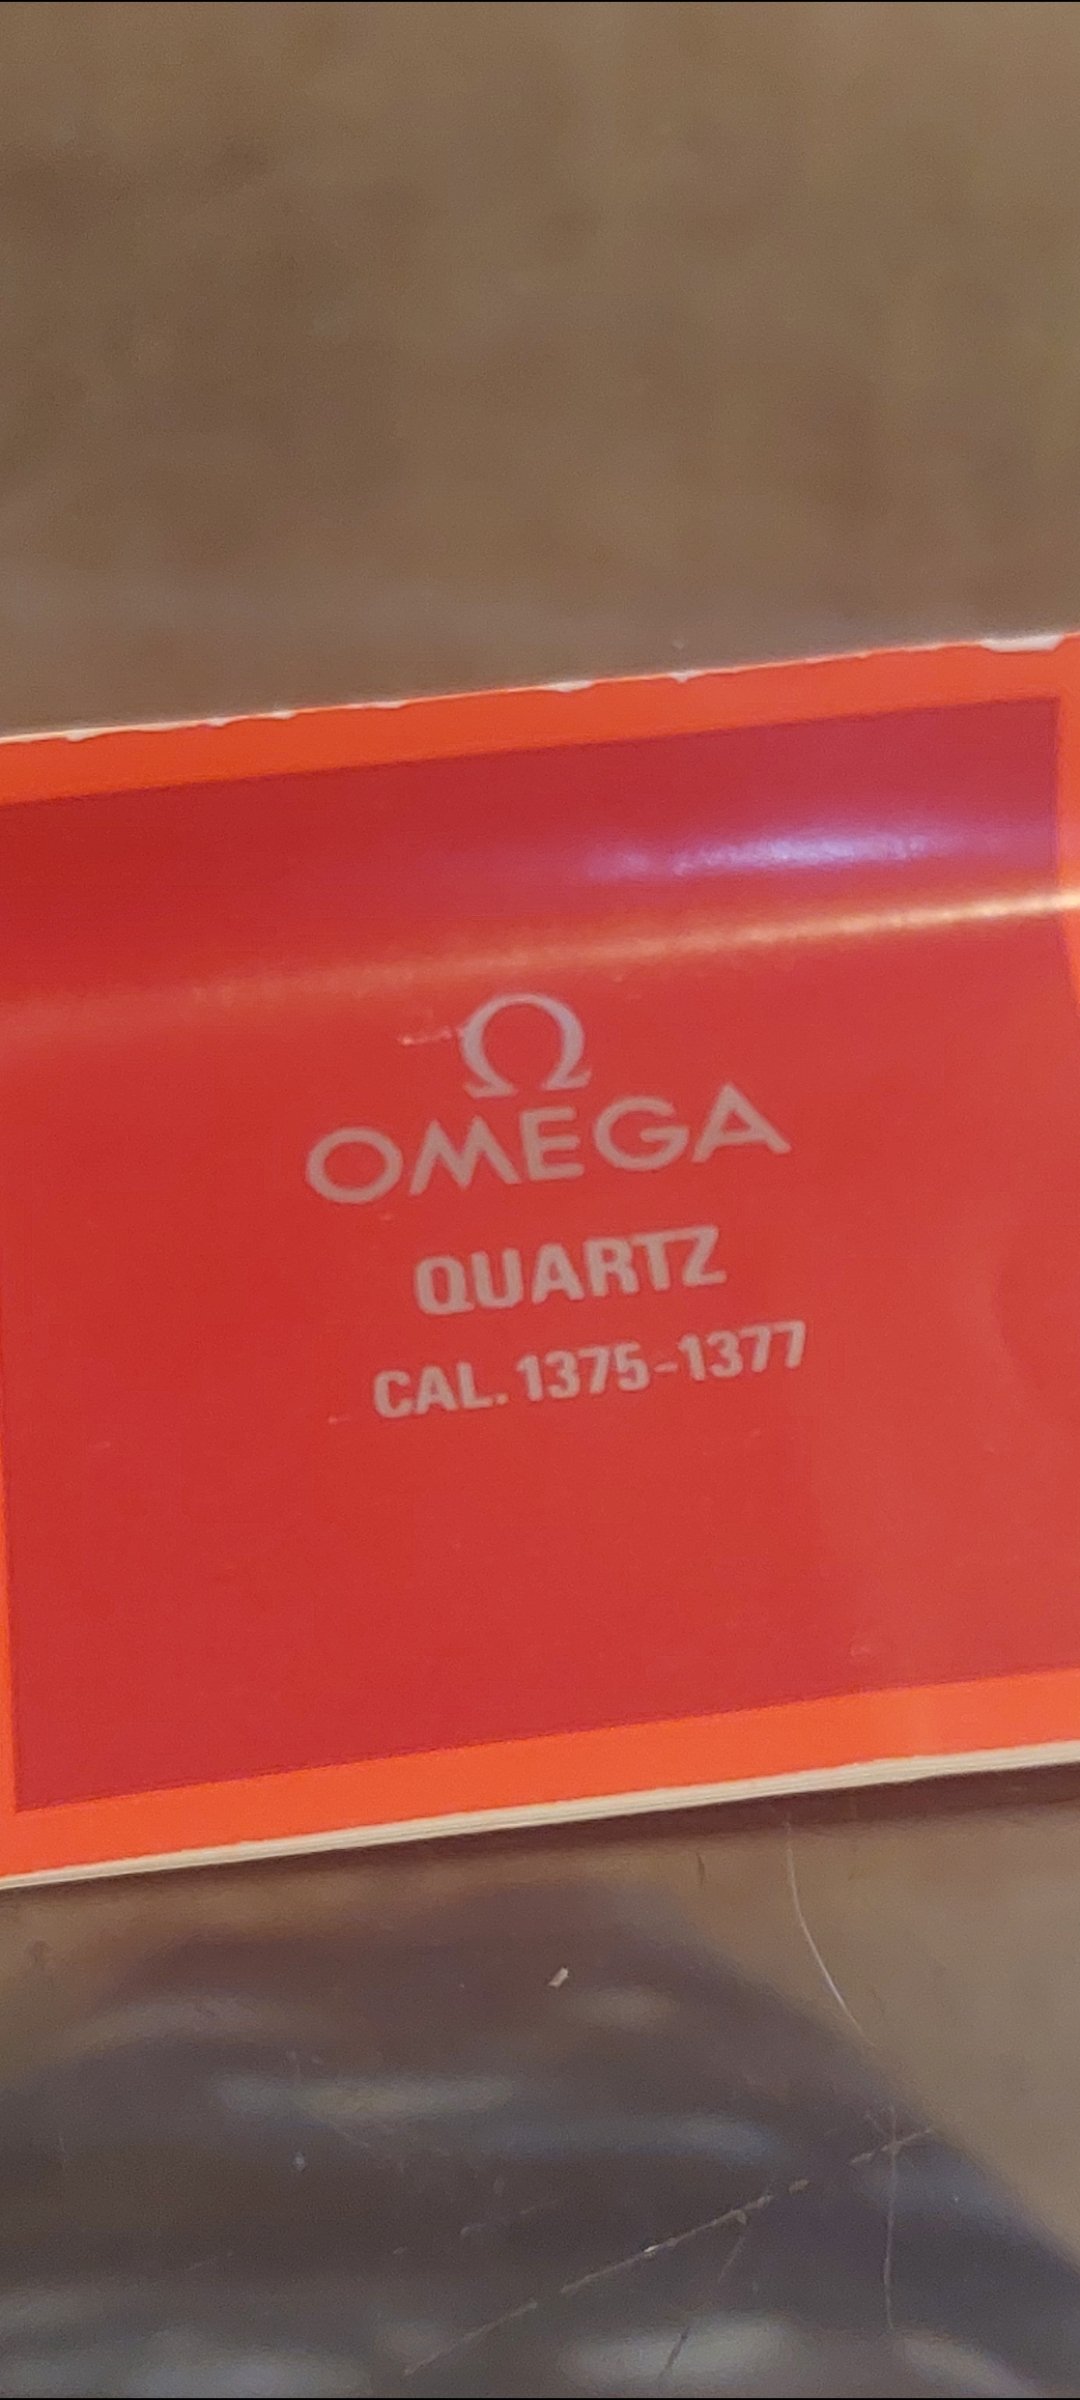 Ω
OMEGA
QUARTZ
CAL. 1375-1377